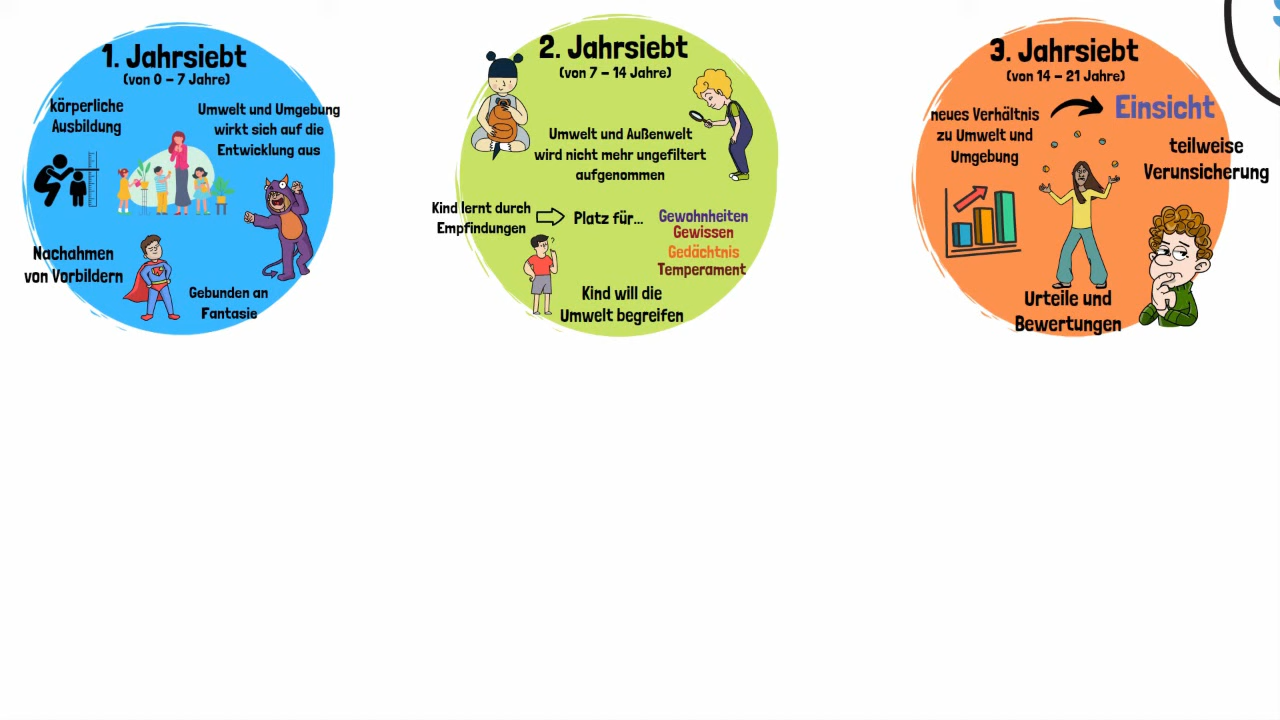 1. Jahrsiebt
(von 0 – 7 Jahre)
körperliche
Ausbildung
Umwelt und Umgebung
wirkt sich auf die
Entwicklung aus
Nachahmen
von Vorbildern
Gebunden an
Fantasie
2. Jahrsiebt
(von 7 – 14 Jahre)
Umwelt und Außenwelt
wird nicht mehr ungefiltert
aufgenommen
Kind lernt durch
Empfindungen
Platz für...
Gewohnheiten
Gewissen
Gedächtnis
Temperament
Kind will die
Umwelt begreifen
3. Jahrsiebt
(von 14 – 21 Jahre)
neues Verhältnis
zu Umwelt und
Umgebung
Einsicht
teilweise
Verunsicherung
Urteile und
Bewertungen